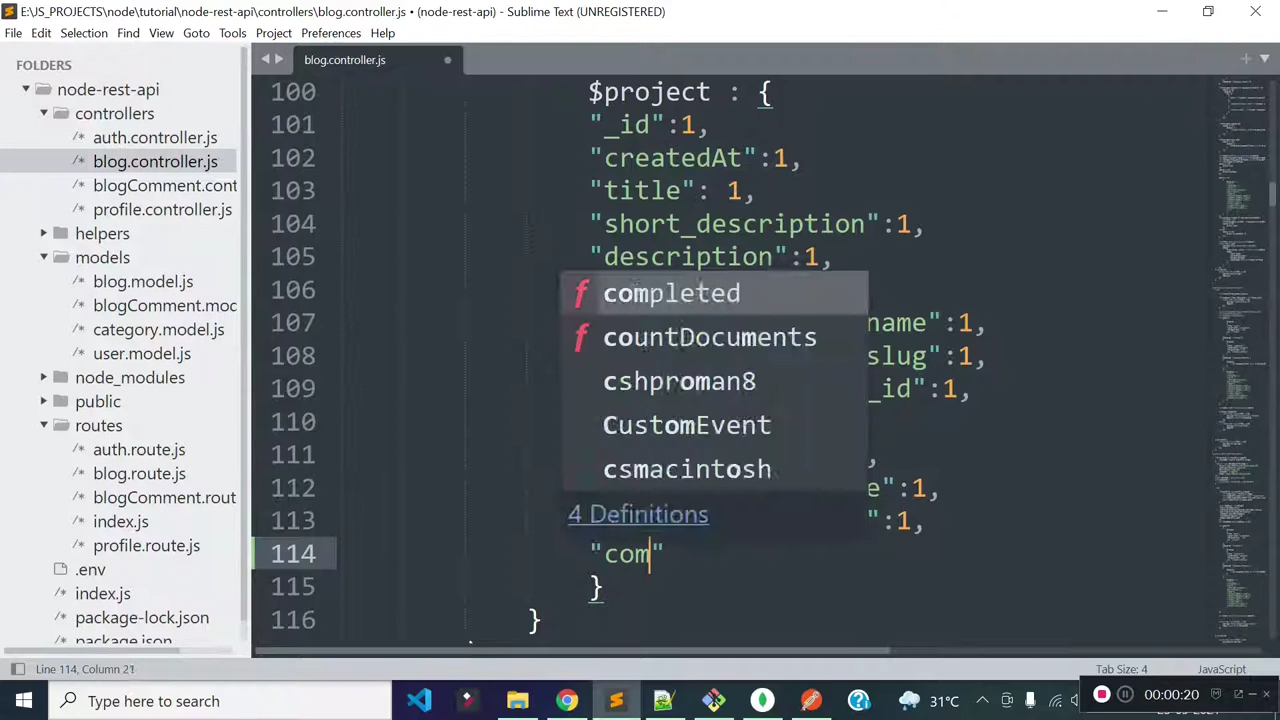 E:\JS_PROJECTS\node\tutorial\node-rest-api\controllers\blog.controller.js • (node-rest-api) - Sublime Text (UNREGISTERED)
File Edit Selection Find View Goto Tools Project Preferences Help
FOLDERS
node-rest-api
controllers
/* auth.controller.js
/* blog.controller.js
/* blogComment.cont
/* profile.controller.js
helpers
models
/* blog.model.js
/* blogComment.moc
/* category.model.js
/* user.model.js
node_modules
public
routes
/* auth.route.js
/* blog.route.js
/* blogComment.rout
/* index.js
/* profile.route.js
.env
/* index.js
/* package-lock.json
/* package.json
blog.controller.js
100 $project : {
101 "_id":1,
102 "createdAt":1,
103 "title": 1,
104 "short_description":1,
105 "description":1,
106
107 name":1,
108 slug":1,
109 _id":1,
110
111 ,
112 e":1,
113 ":1,
114 "com"
115 }
116 }
f completed
f countDocuments
cshproman8
CustomEvent
csmacintosh
4 Definitions
Line 114, Column 21
Tab Size: 4 JavaScript
Type here to search
31°C
00:00:20